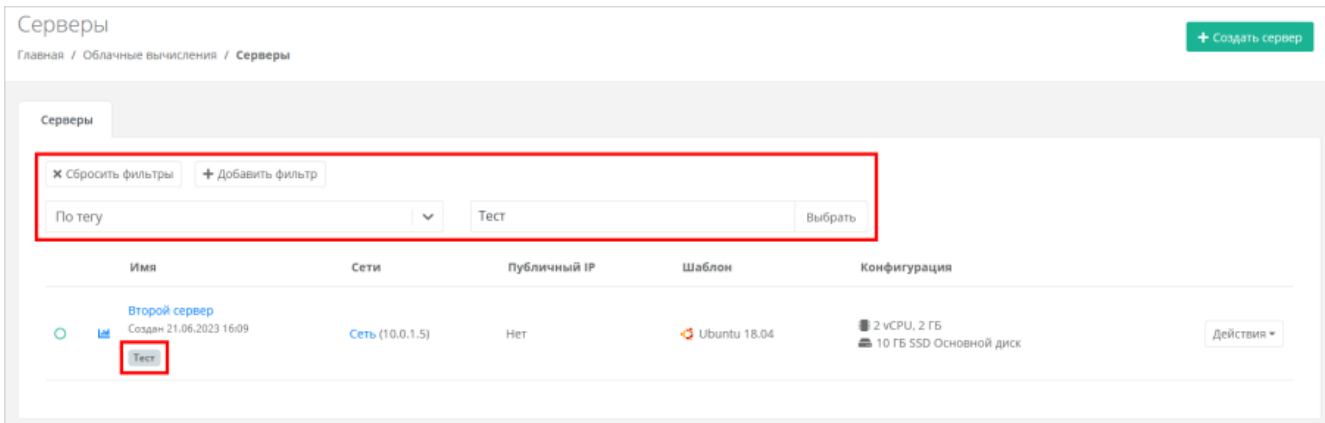 Серверы
+ Создать сервер
Главная / Облачные вычисления / Серверы
Серверы
× Сбросить фильтры + Добавить фильтр
По тегу Тест Выбрать
Имя Сети Публичный IP Шаблон Конфигурация
Второй сервер
Создан 21.06.2023 16:09
Тест
Сеть (10.0.1.5)
Нет
Ubuntu 18.04
2 vCPU, 2 ГБ
10 ГБ SSD Основной диск
Действия